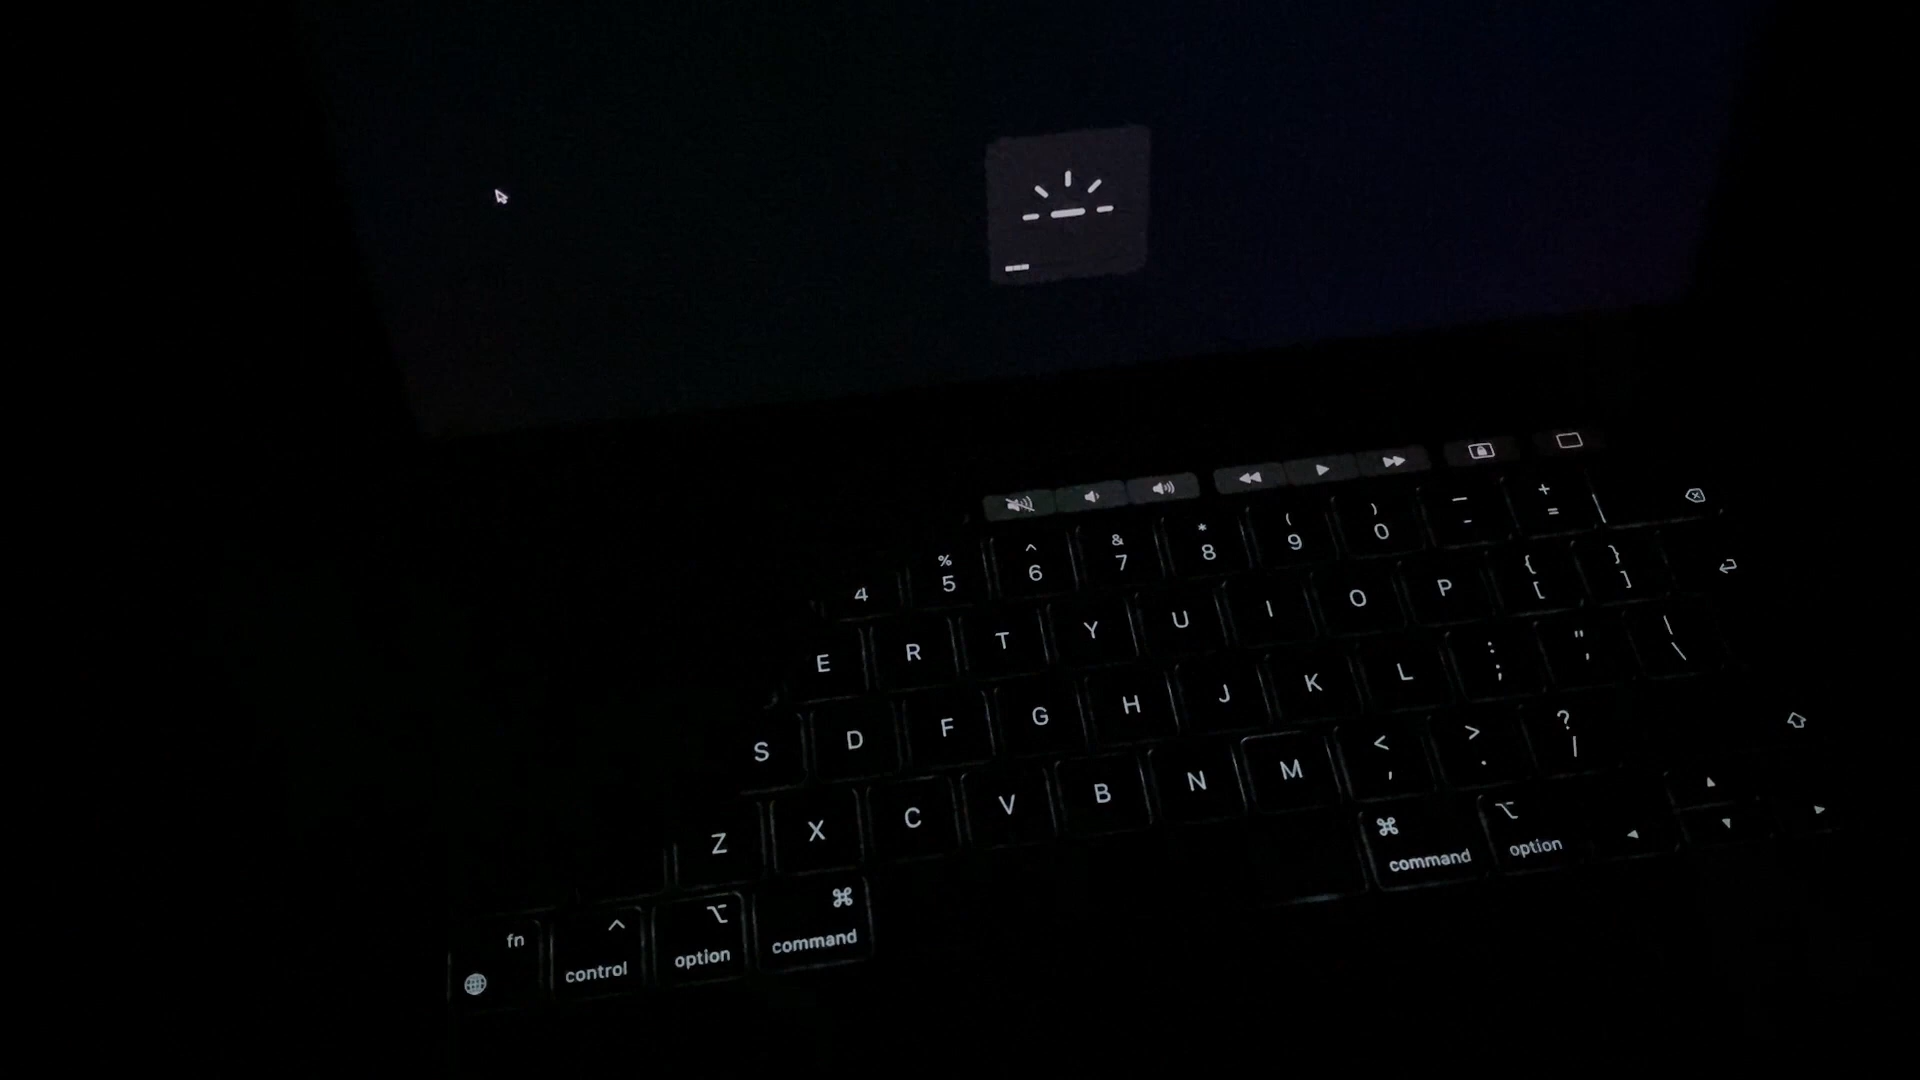 % ^ & * ( ) — +
4 5 6 7 8 9 0 - =
E R T Y U I O P { [ } ]
S D F G H J K L : ; " ' | \
Z X C V B N M < , > . ? /
fn ^ control ⌥ option ⌘ command ⌘ command ⌥ option